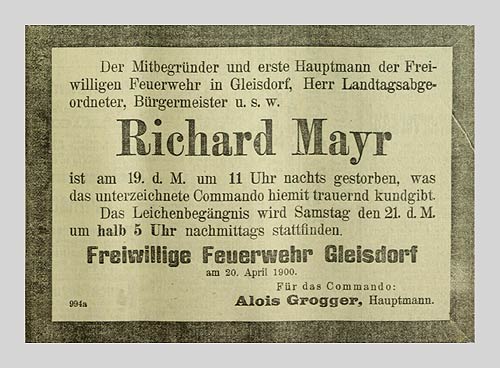 Der Mitbegründer und erste Hauptmann der Frei-
willigen Feuerwehr in Gleisdorf, Herr Landtagsabge-
ordneter, Bürgermeister u. s. w.
Richard Mayr
ist am 19. d. M. um 11 Uhr nachts gestorben, was
das unterzeichnete Commando hiemit trauernd kundgibt.
Das Leichenbegängnis wird Samstag den 21. d. M.
um halb 5 Uhr nachmittags stattfinden.
Freiwillige Feuerwehr Gleisdorf
am 20. April 1900.
Für das Commando:
994a Alois Grogger, Hauptmann.